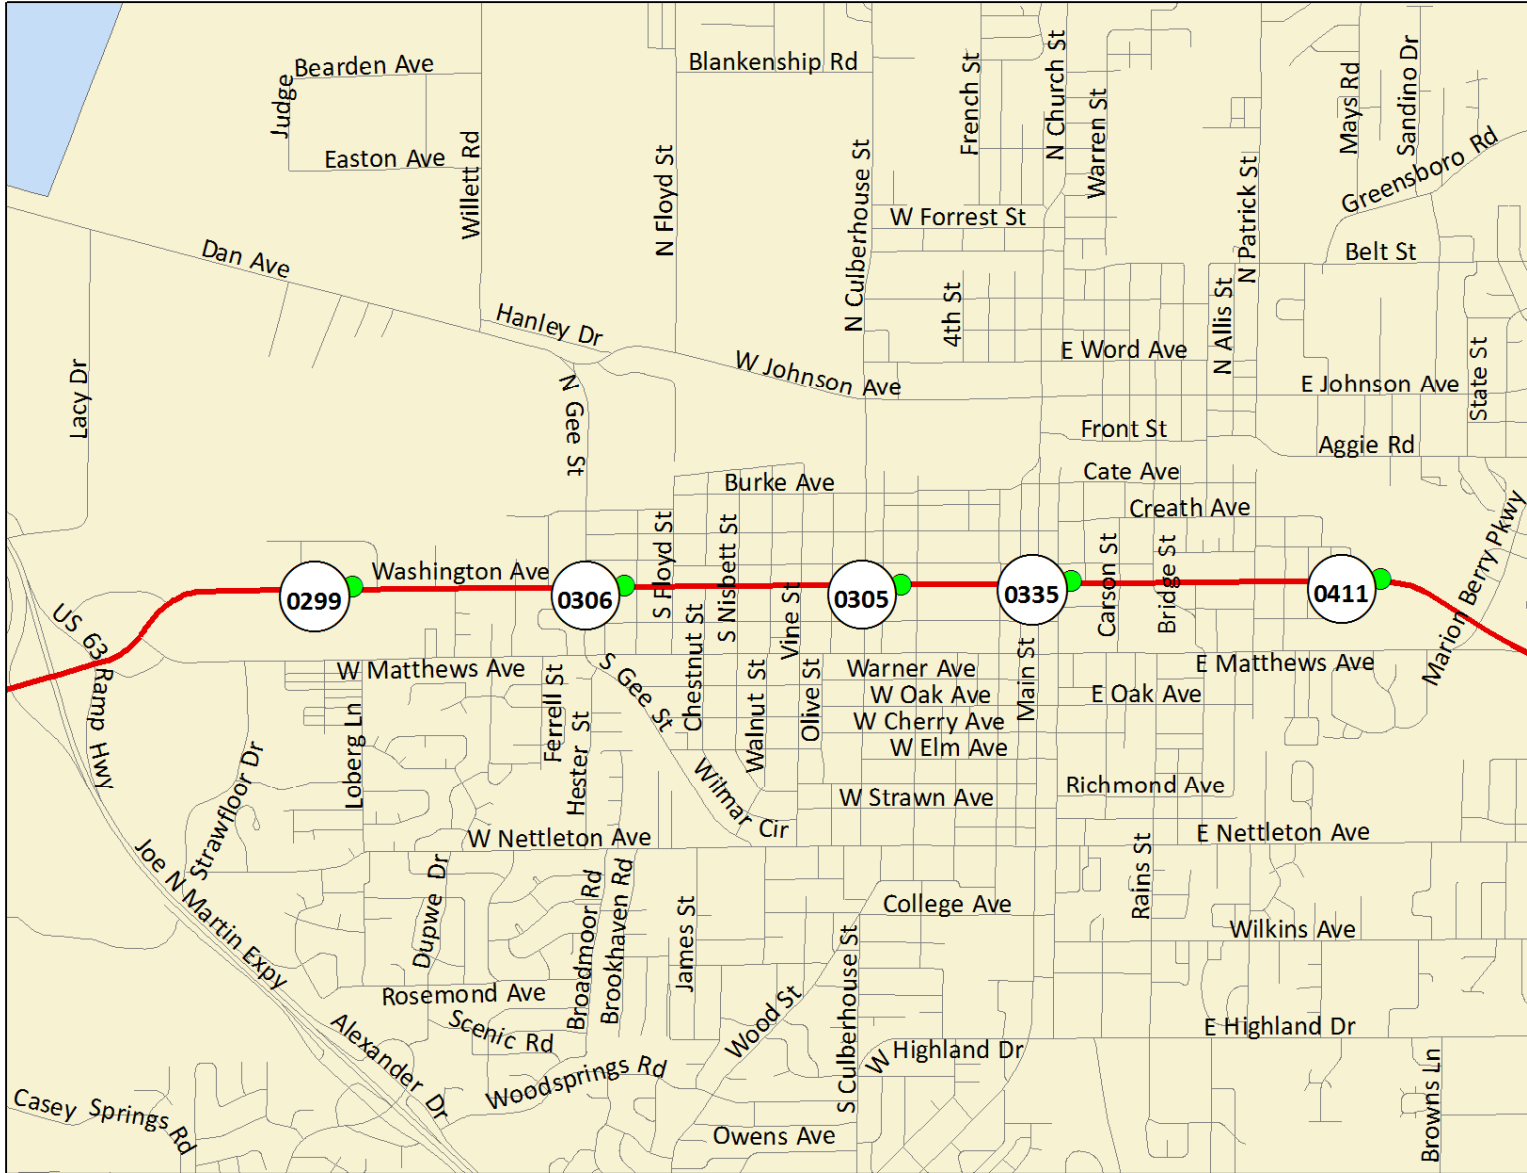 Bearden Ave
Judge
Easton Ave
Willett Rd
Blankenship Rd
N Floyd St
N Culberhouse St
French St
N Church St
Warren St
W Forrest St
N Patrick St
Mays Rd
Sandino Dr
Greensboro Rd
Belt St
Dan Ave
Hanley Dr
4th St
N Allis St
E Word Ave
W Johnson Ave
E Johnson Ave
State St
Lacy Dr
N Gee St
Front St
Aggie Rd
Cate Ave
Burke Ave
Creath Ave
Marion Berry Pkwy
S Floyd St
S Nisbett St
Carson St
Bridge St
Washington Ave
0299
0306
0305
0335
0411
Vine St
Chestnut St
US 63 Ramp Hwy
W Matthews Ave
S Gee St
Warner Ave
E Matthews Ave
Ferrell St
Walnut St
Olive St
Main St
W Oak Ave
E Oak Ave
W Cherry Ave
W Elm Ave
Hester St
Loberg Ln
Strawfloor Dr
Wilmar Cir
Richmond Ave
W Strawn Ave
W Nettleton Ave
E Nettleton Ave
Joe N Martin Expy
Dupwe Dr
Broadmoor Rd
Brookhaven Rd
James St
College Ave
Rains St
Wilkins Ave
Rosemond Ave
Scenic Rd
Wood St
S Culberhouse St
W Highland Dr
E Highland Dr
Alexander Dr
Woodsprings Rd
Casey Springs Rd
Owens Ave
Browns Ln